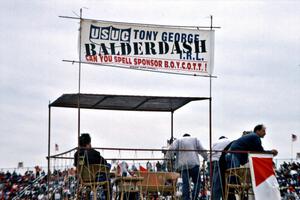 USUC TONY GEORGE
BALDERDASH
I.R.L.
CAN YOU SPELL SPONSOR B.O.Y.C.O.T.T.!